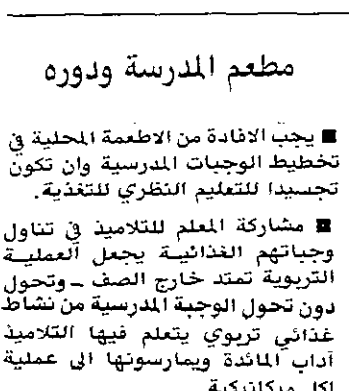 مطعم المدرسة ودوره
■ يجب الافادة من الاطعمة المحلية في
تخطيط الوجبات المدرسية وان تكون
تجسيدا للتعليم النظري للتغذية.
■ مشاركة المعلم للتلاميذ في تناول
وجباتهم الغذائية يجعل العملية
التربوية تمتد خارج الصف ـ وتحول
دون تحول الوجبة المدرسية من نشاط
غذائي تربوي يتعلم فيها التلاميذ
آداب المائدة ويمارسونها الى عملية
اكل ميكانيكية